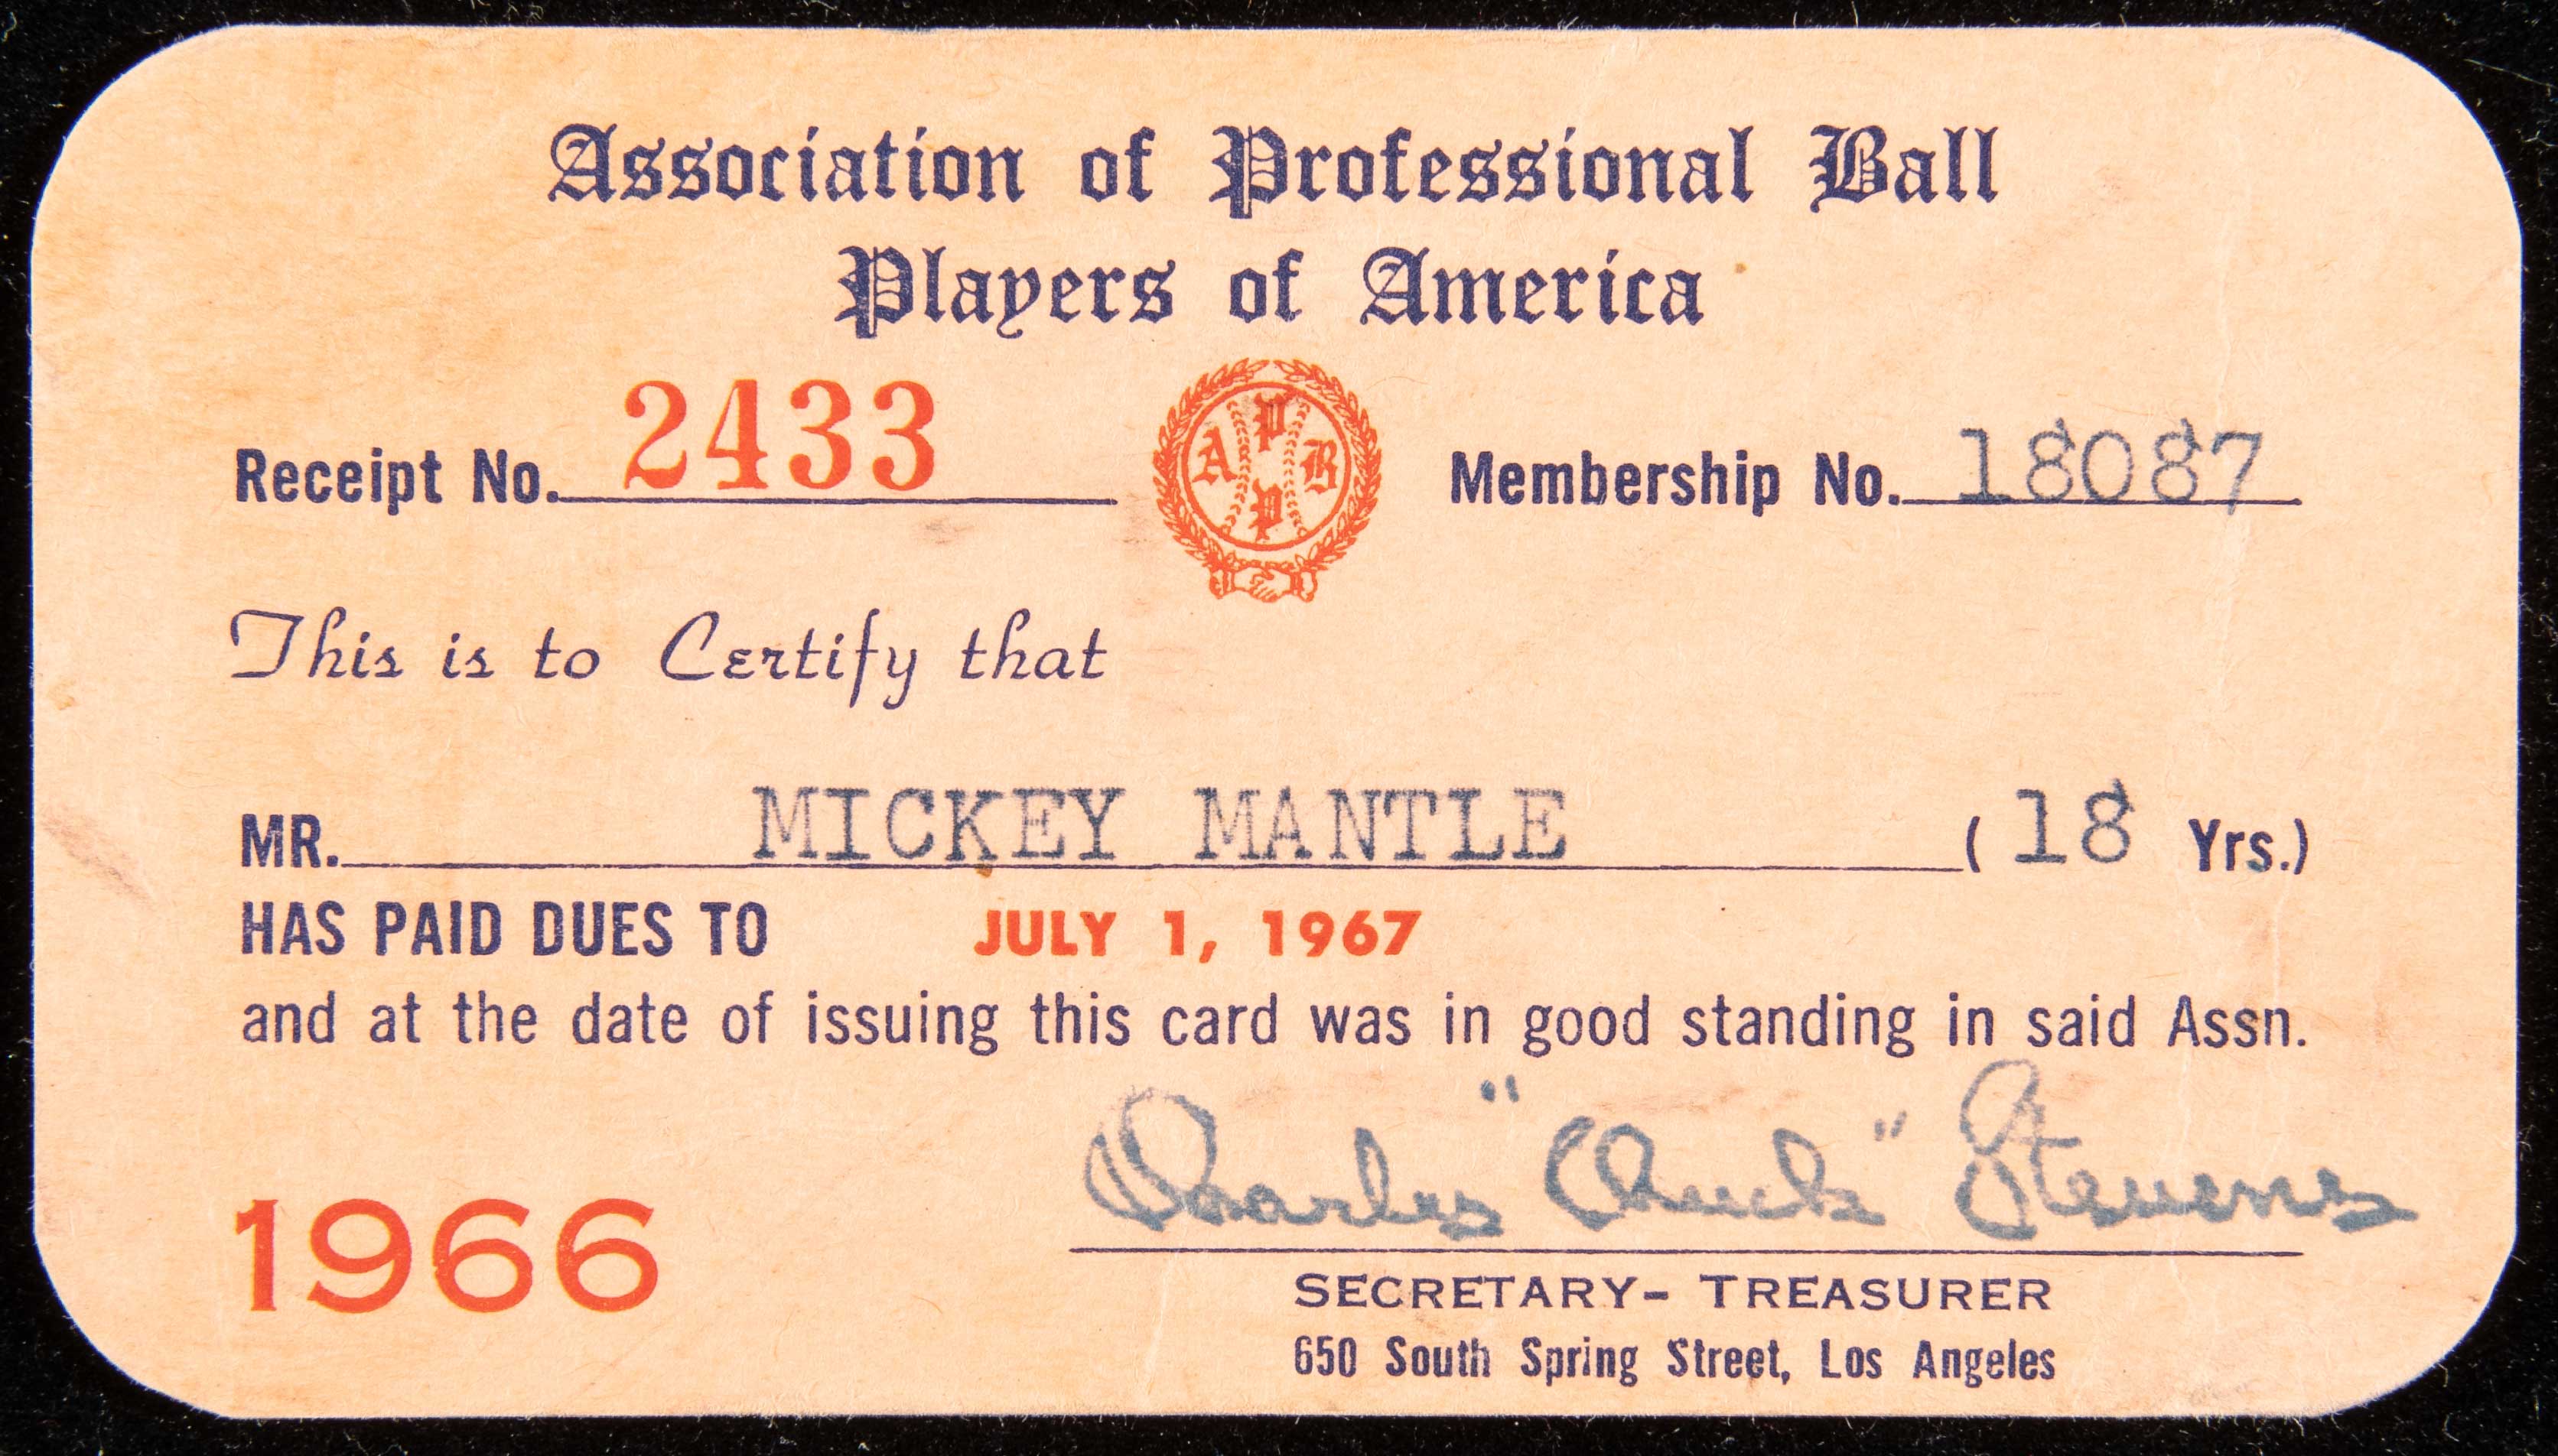 Association of Professional Ball
Players of America
Receipt No. 2433
A P B P
Membership No. 18087
This is to Certify that
MR. MICKEY MANTLE ( 18 Yrs.)
HAS PAID DUES TO JULY 1, 1967
and at the date of issuing this card was in good standing in said Assn.
Charles "Chuck" Stevens
1966
SECRETARY- TREASURER
650 South Spring Street, Los Angeles